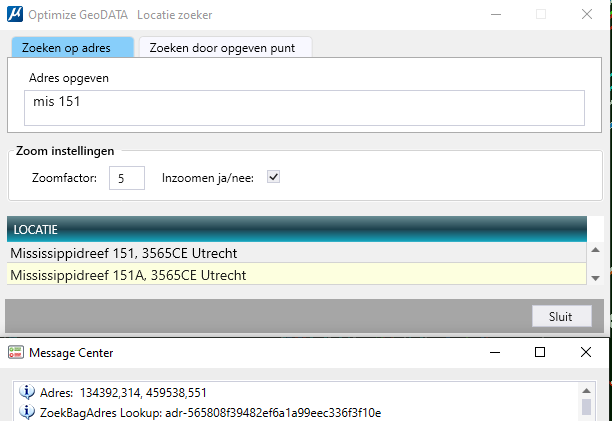 Optimize GeoDATA Locatie zoeker
Zoeken op adres
Zoeken door opgeven punt
Adres opgeven
mis 151
Zoom instellingen
Zoomfactor: 5 Inzoomen ja/nee:
LOCATIE
Mississippidreef 151, 3565CE Utrecht
Mississippidreef 151A, 3565CE Utrecht
Sluit
Message Center
Adres: 134392,314, 459538,551
ZoekBagAdres Lookup: adr-565808f39482ef6a1a99eec336f3f10e